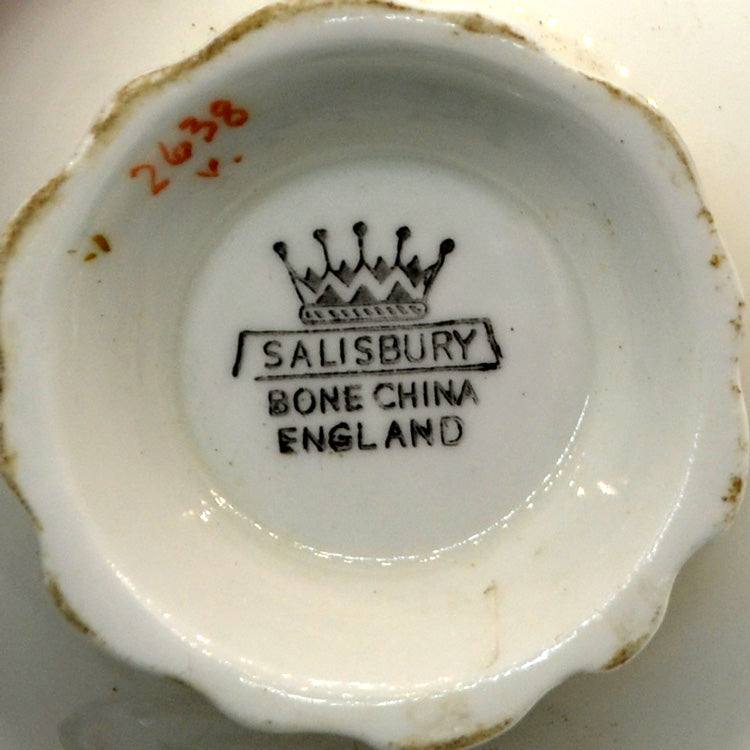 2638
v.
SALISBURY
BONE CHINA
ENGLAND